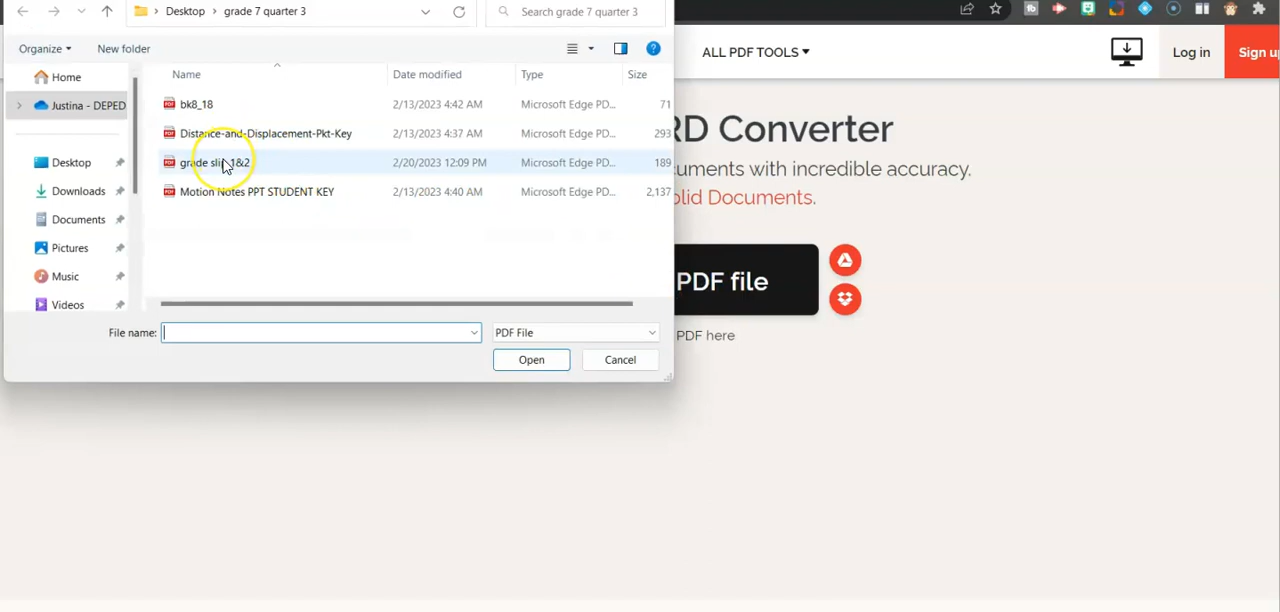 Desktop > grade 7 quarter 3
Search grade 7 quarter 3
Organize
New folder
ALL PDF TOOLS
Log in
Name
Date modified
Type
Size
Home
Justina - DEPED
bk8_18
2/13/2023 4:42 AM
Microsoft Edge PD...
71
Distance-and-Displacement-Pkt-Key
2/13/2023 4:37 AM
Microsoft Edge PD...
293
Desktop
grade slip 1&2
2/20/2023 12:09 PM
Microsoft Edge PD...
189
Downloads
Motion Notes PPT STUDENT KEY
2/13/2023 4:40 AM
Microsoft Edge PD...
2,137
Documents
Pictures
Music
Videos
File name:
PDF File
Open
Cancel
Converter
with incredible accuracy.
Documents.
PDF file
PDF here